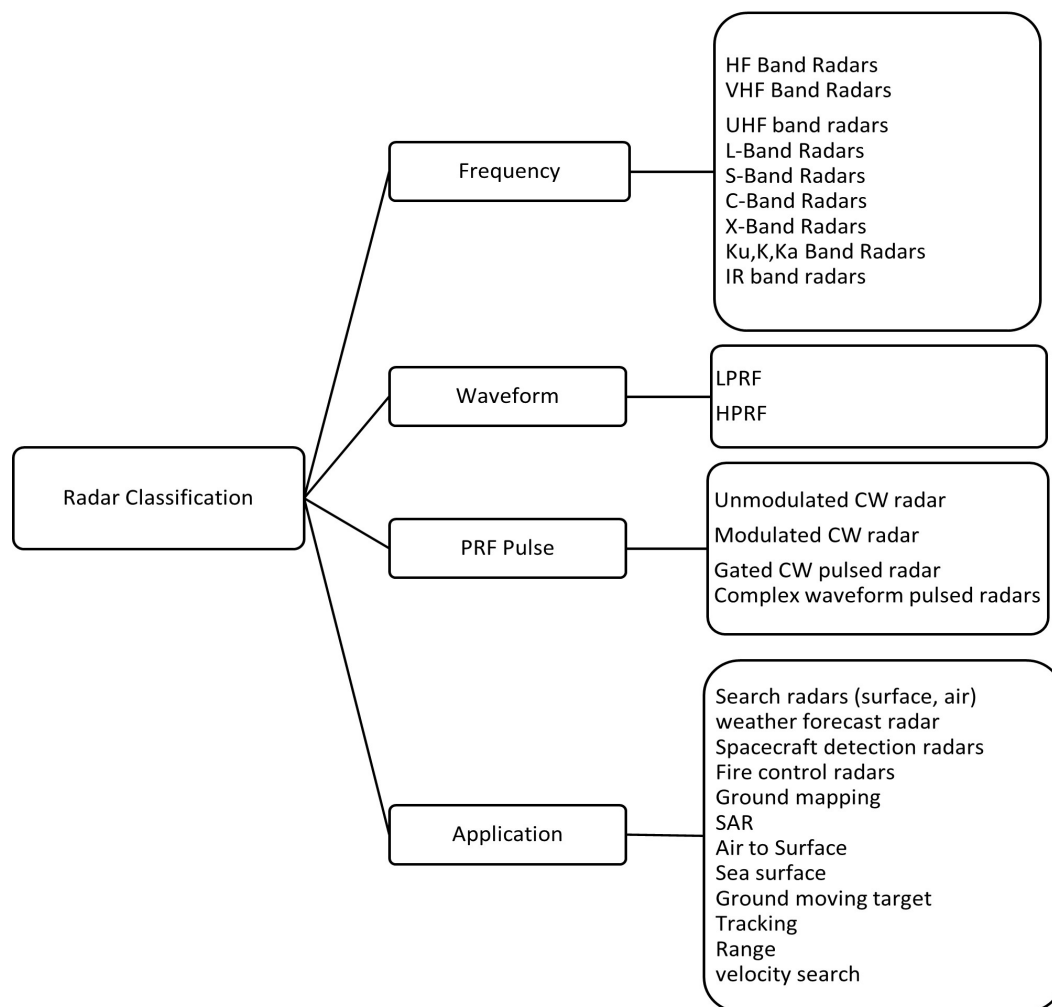 Radar Classification
Frequency
HF Band Radars
VHF Band Radars
UHF band radars
L-Band Radars
S-Band Radars
C-Band Radars
X-Band Radars
Ku,K,Ka Band Radars
IR band radars
Waveform
LPRF
HPRF
PRF Pulse
Unmodulated CW radar
Modulated CW radar
Gated CW pulsed radar
Complex waveform pulsed radars
Application
Search radars (surface, air)
weather forecast radar
Spacecraft detection radars
Fire control radars
Ground mapping
SAR
Air to Surface
Sea surface
Ground moving target
Tracking
Range
velocity search